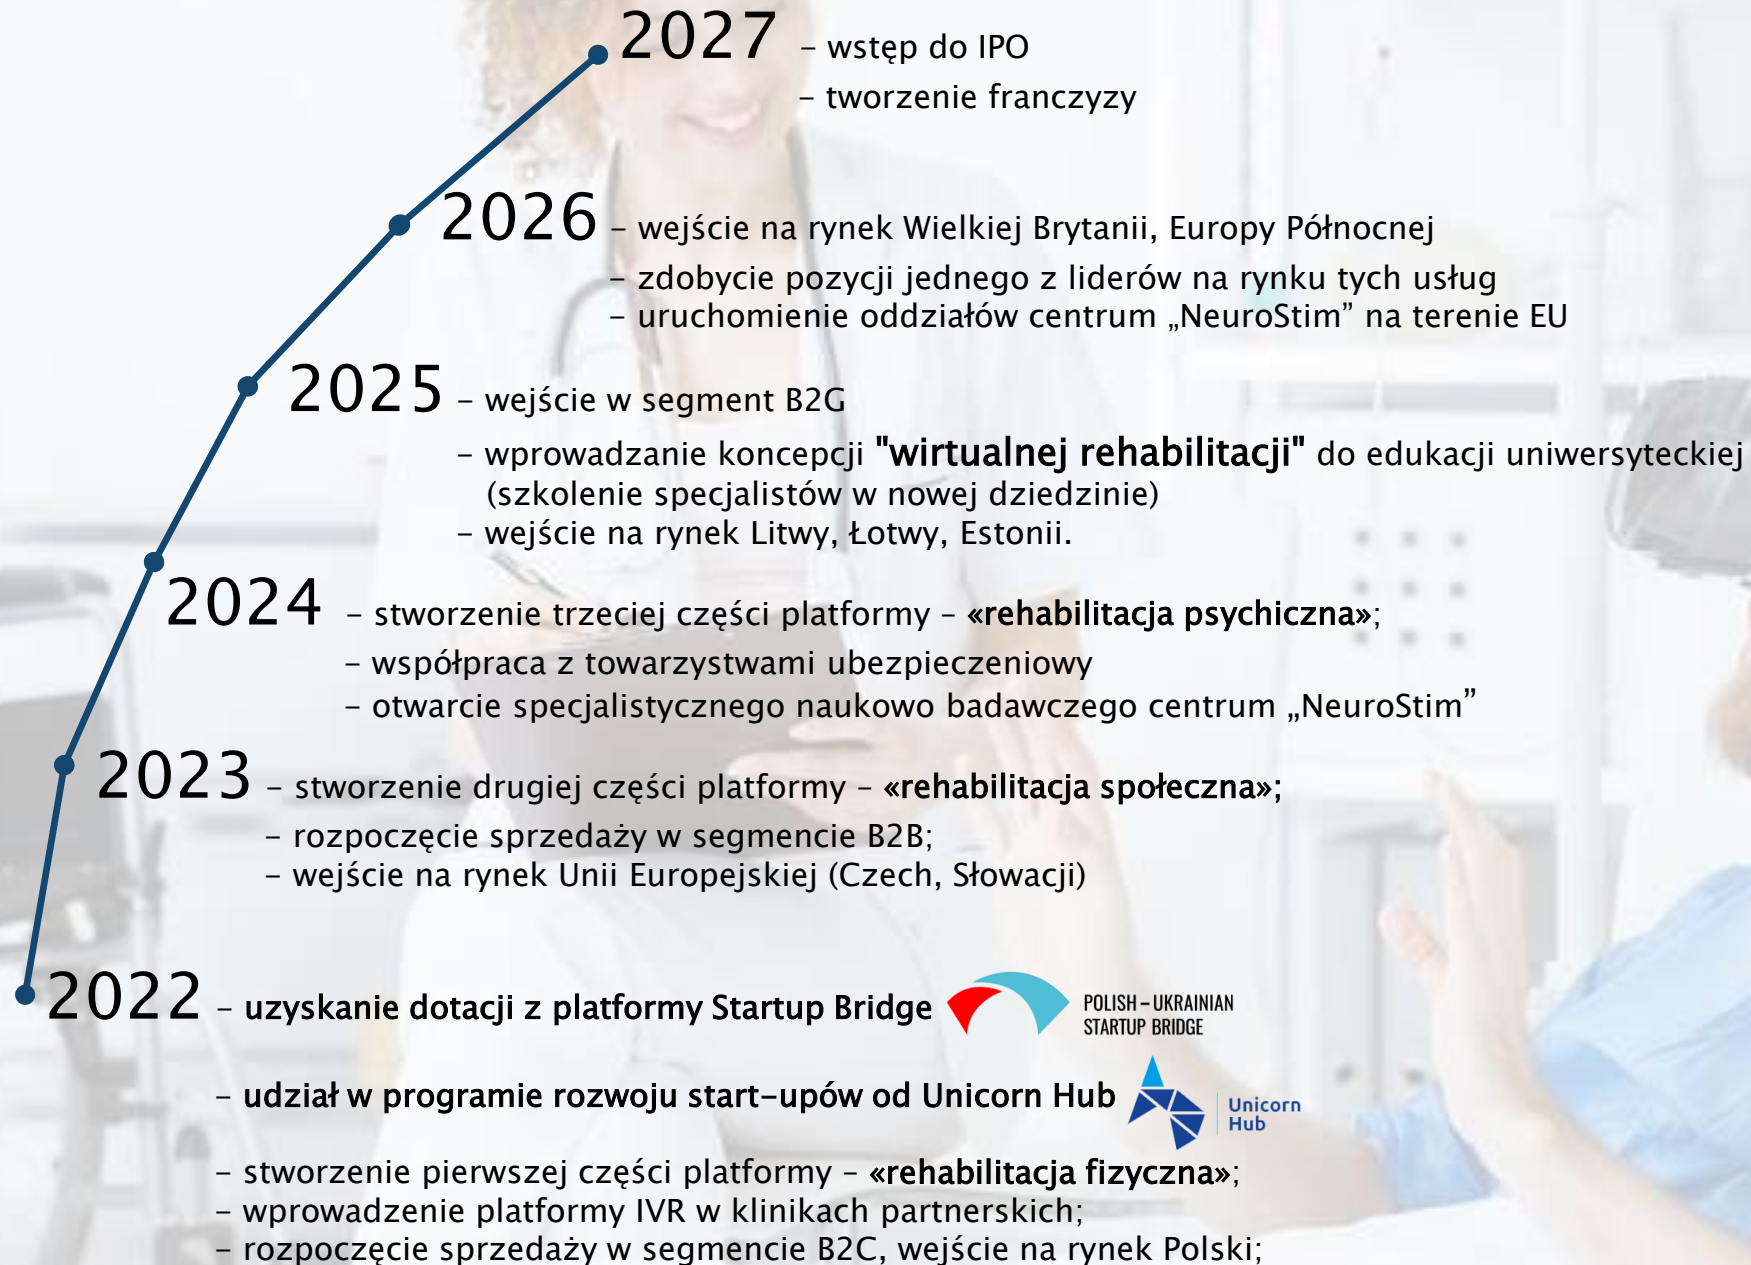 2027 – wstęp do IPO
– tworzenie franczyzy
2026 – wejście na rynek Wielkiej Brytanii, Europy Północnej
– zdobycie pozycji jednego z liderów na rynku tych usług
– uruchomienie oddziałów centrum „NeuroStim” na terenie EU
2025 – wejście w segment B2G
– wprowadzanie koncepcji "wirtualnej rehabilitacji" do edukacji uniwersyteckiej
(szkolenie specjalistów w nowej dziedzinie)
– wejście na rynek Litwy, Łotwy, Estonii.
2024 – stworzenie trzeciej części platformy – «rehabilitacja psychiczna»;
– współpraca z towarzystwami ubezpieczeniowy
– otwarcie specjalistycznego naukowo badawczego centrum „NeuroStim”
2023 – stworzenie drugiej części platformy – «rehabilitacja społeczna»;
– rozpoczęcie sprzedaży w segmencie B2B;
– wejście na rynek Unii Europejskiej (Czech, Słowacji)
2022 – uzyskanie dotacji z platformy Startup Bridge
POLISH – UKRAINIAN
STARTUP BRIDGE
– udział w programie rozwoju start–upów od Unicorn Hub
Unicorn
Hub
– stworzenie pierwszej części platformy – «rehabilitacja fizyczna»;
– wprowadzenie platformy IVR w klinikach partnerskich;
– rozpoczęcie sprzedaży w segmencie B2C, wejście na rynek Polski;